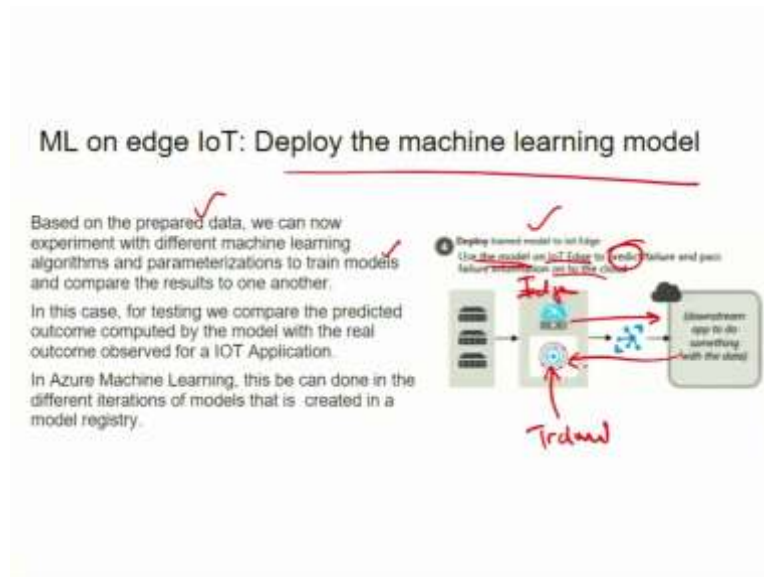 ML on edge IoT: Deploy the machine learning model
Based on the prepared data, we can now
experiment with different machine learning
algorithms and parameterizations to train models
and compare the results to one another.
In this case, for testing we compare the predicted
outcome computed by the model with the real
outcome observed for a IOT Application.
In Azure Machine Learning, this be can done in the
different iterations of models that is created in a
model registry.
4 Deploy trained model to IoT Edge
Use the model on IoT Edge to predict failure and pass
failure information on to the cloud
(downstream
app to do
something
with the data)